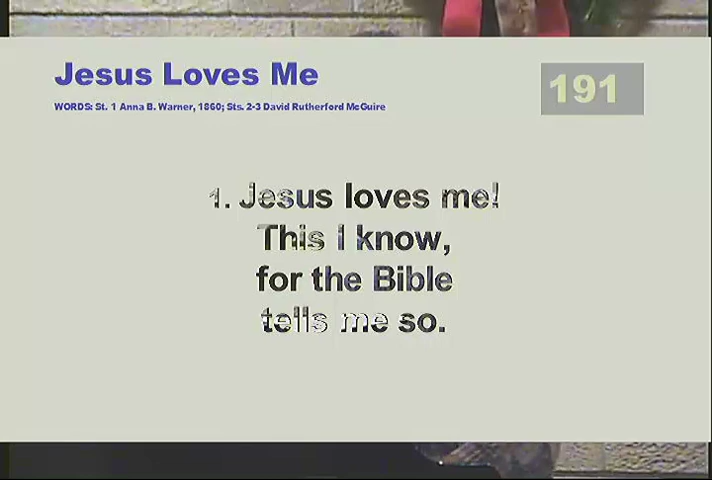 Jesus Loves Me
191
WORDS: St. 1 Anna B. Warner, 1860; Sts. 2-3 David Rutherford McGuire
1. Jesus loves me!
This I know,
for the Bible
tells me so.